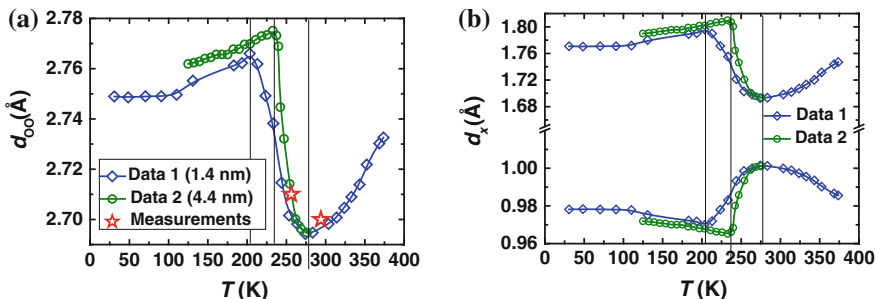 (a)
2.78
2.76
2.74
2.72
2.70
d_OO(Å)
Data 1 (1.4 nm)
Data 2 (4.4 nm)
Measurements
0 50 100 150 200 250 300 350 400
T (K)
(b)
1.80
1.76
1.72
1.68
1.00
0.98
0.96
d_x(Å)
Data 1
Data 2
0 50 100 150 200 250 300 350 400
T (K)